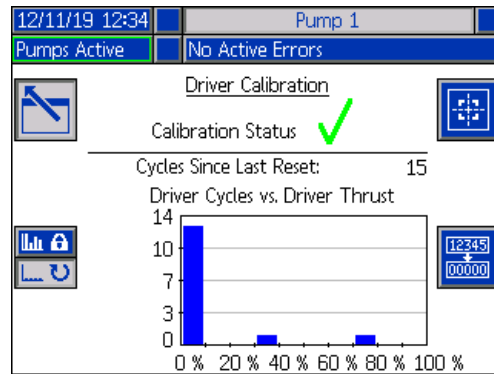 12/11/19 12:34 Pump 1
Pumps Active No Active Errors
Driver Calibration
Calibration Status
Cycles Since Last Reset: 15
Driver Cycles vs. Driver Thrust
14
10
7
3
0
0 % 20 % 40 % 60 % 80 % 100 %
12345
00000